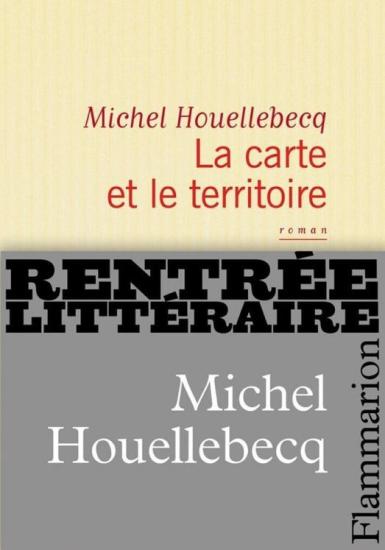 Michel Houellebecq
La carte
et le territoire
roman
RENTRÉE
LITTÉRAIRE
Michel
Houellebecq
Flammarion